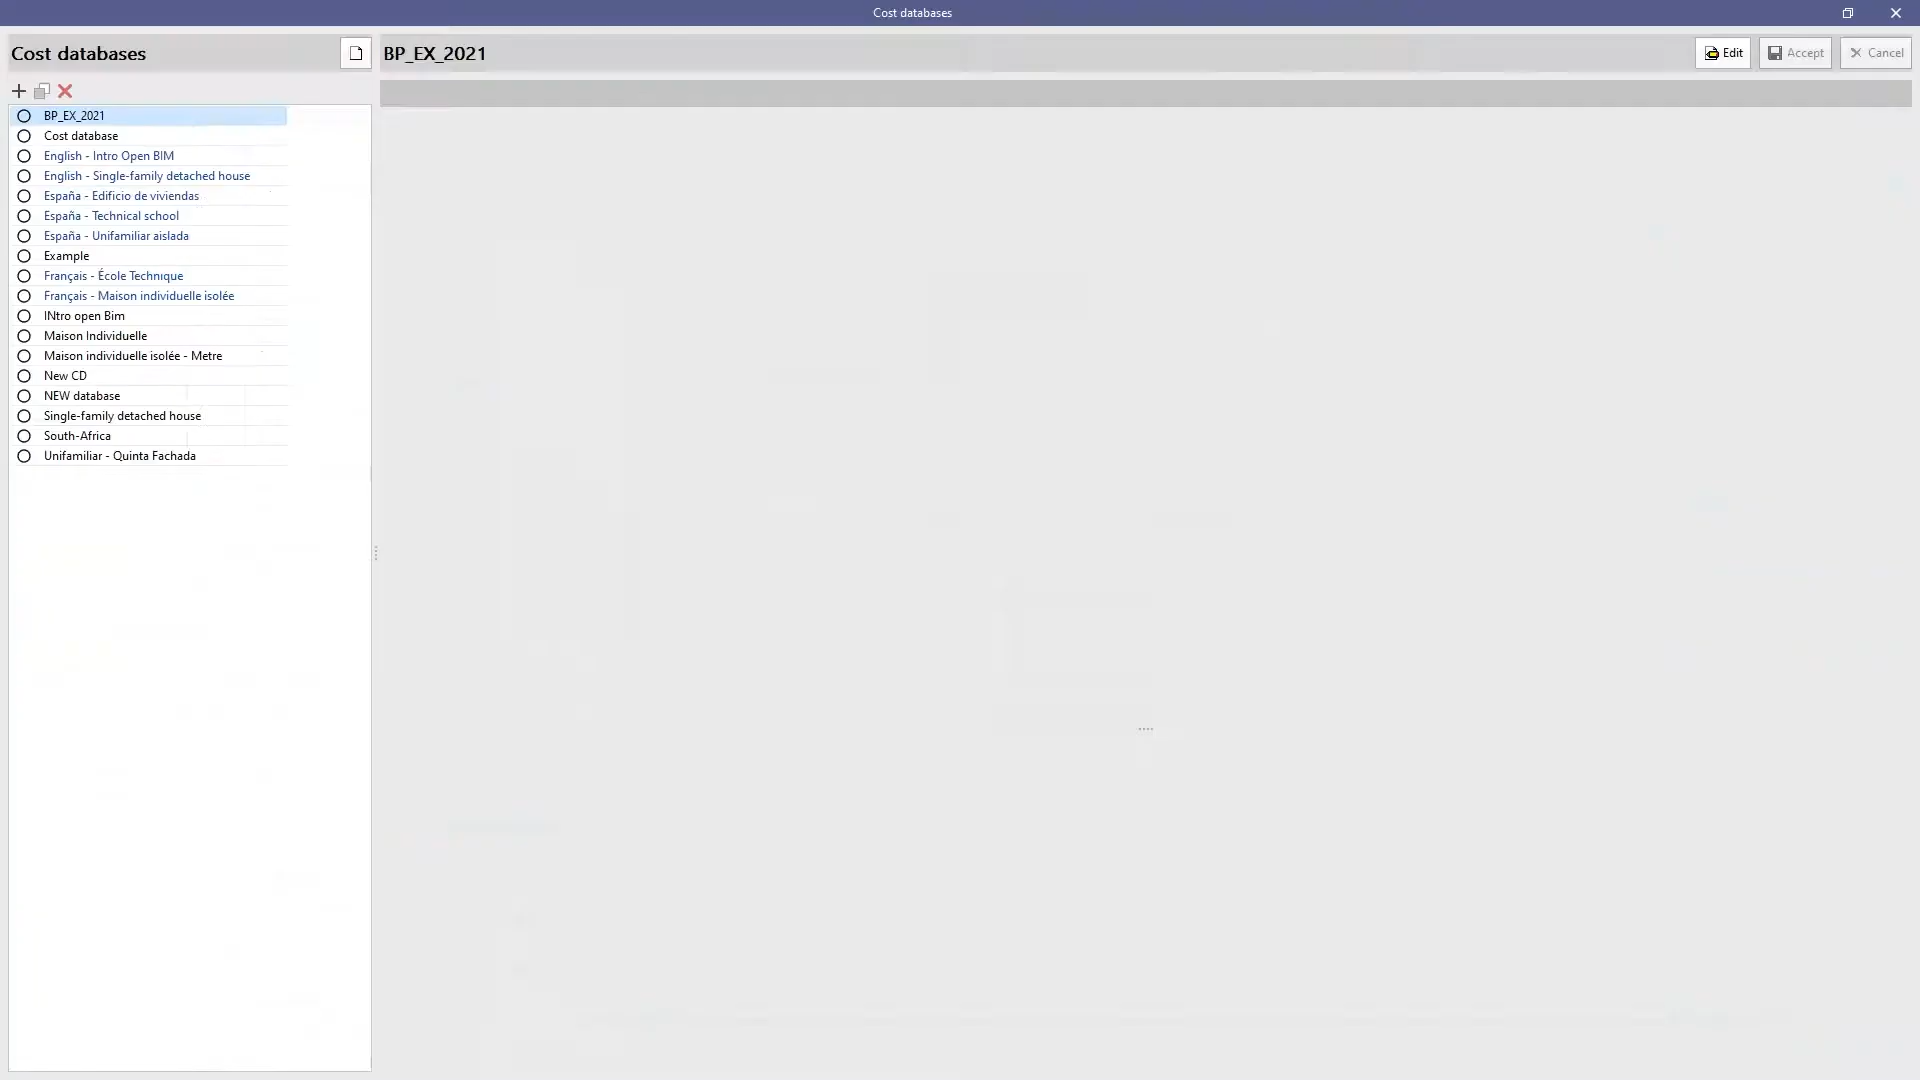 Cost databases
Cost databases
BP_EX_2021
Edit
Accept
Cancel
BP_EX_2021
Cost database
English - Intro Open BIM
English - Single-family detached house
España - Edificio de viviendas
España - Technical school
España - Unifamiliar aislada
Example
Français - École Technique
Français - Maison individuelle isolée
INtro open Bim
Maison Individuelle
Maison individuelle isolée - Metre
New CD
NEW database
Single-family detached house
South-Africa
Unifamiliar - Quinta Fachada